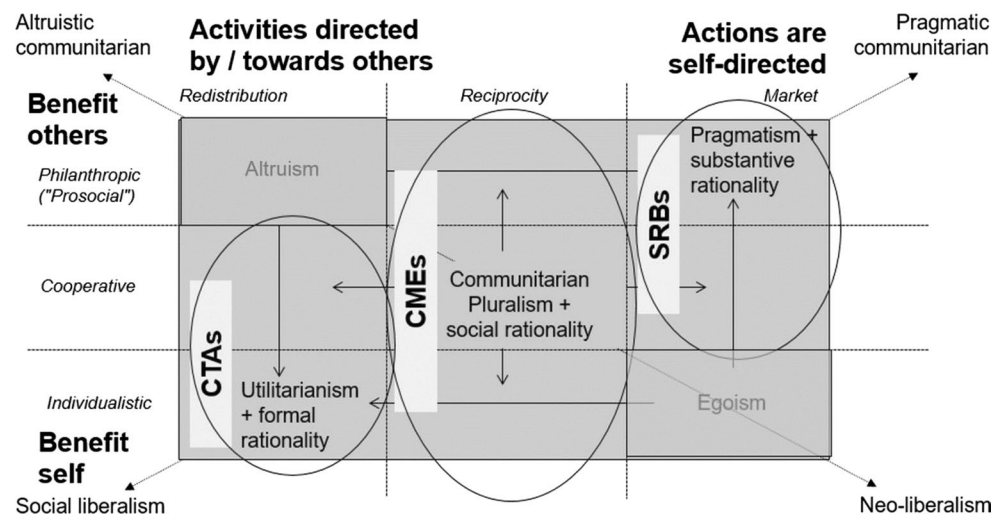 Altruistic
communitarian
Activities directed
by / towards others
Actions are
self-directed
Pragmatic
communitarian
Benefit
others
Redistribution
Reciprocity
Market
Philanthropic
("Prosocial")
Altruism
Pragmatism +
substantive
rationality
SRBs
Cooperative
CMEs
Communitarian
Pluralism +
social rationality
CTAs
Utilitarianism
+ formal
rationality
Individualistic
Egoism
Benefit
self
Social liberalism
Neo-liberalism